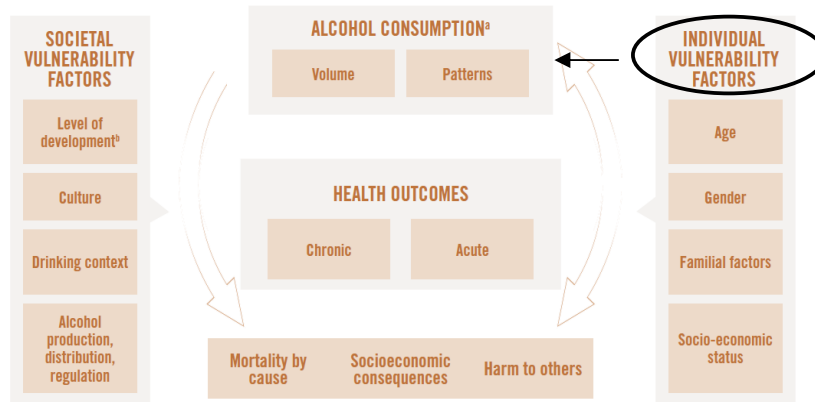 SOCIETAL
VULNERABILITY
FACTORS
Level of
developmentᵇ
Culture
Drinking context
Alcohol
production,
distribution,
regulation
ALCOHOL CONSUMPTIONᵃ
Volume
Patterns
HEALTH OUTCOMES
Chronic
Acute
Mortality by
cause
Socioeconomic
consequences
Harm to others
INDIVIDUAL
VULNERABILITY
FACTORS
Age
Gender
Familial factors
Socio-economic
status